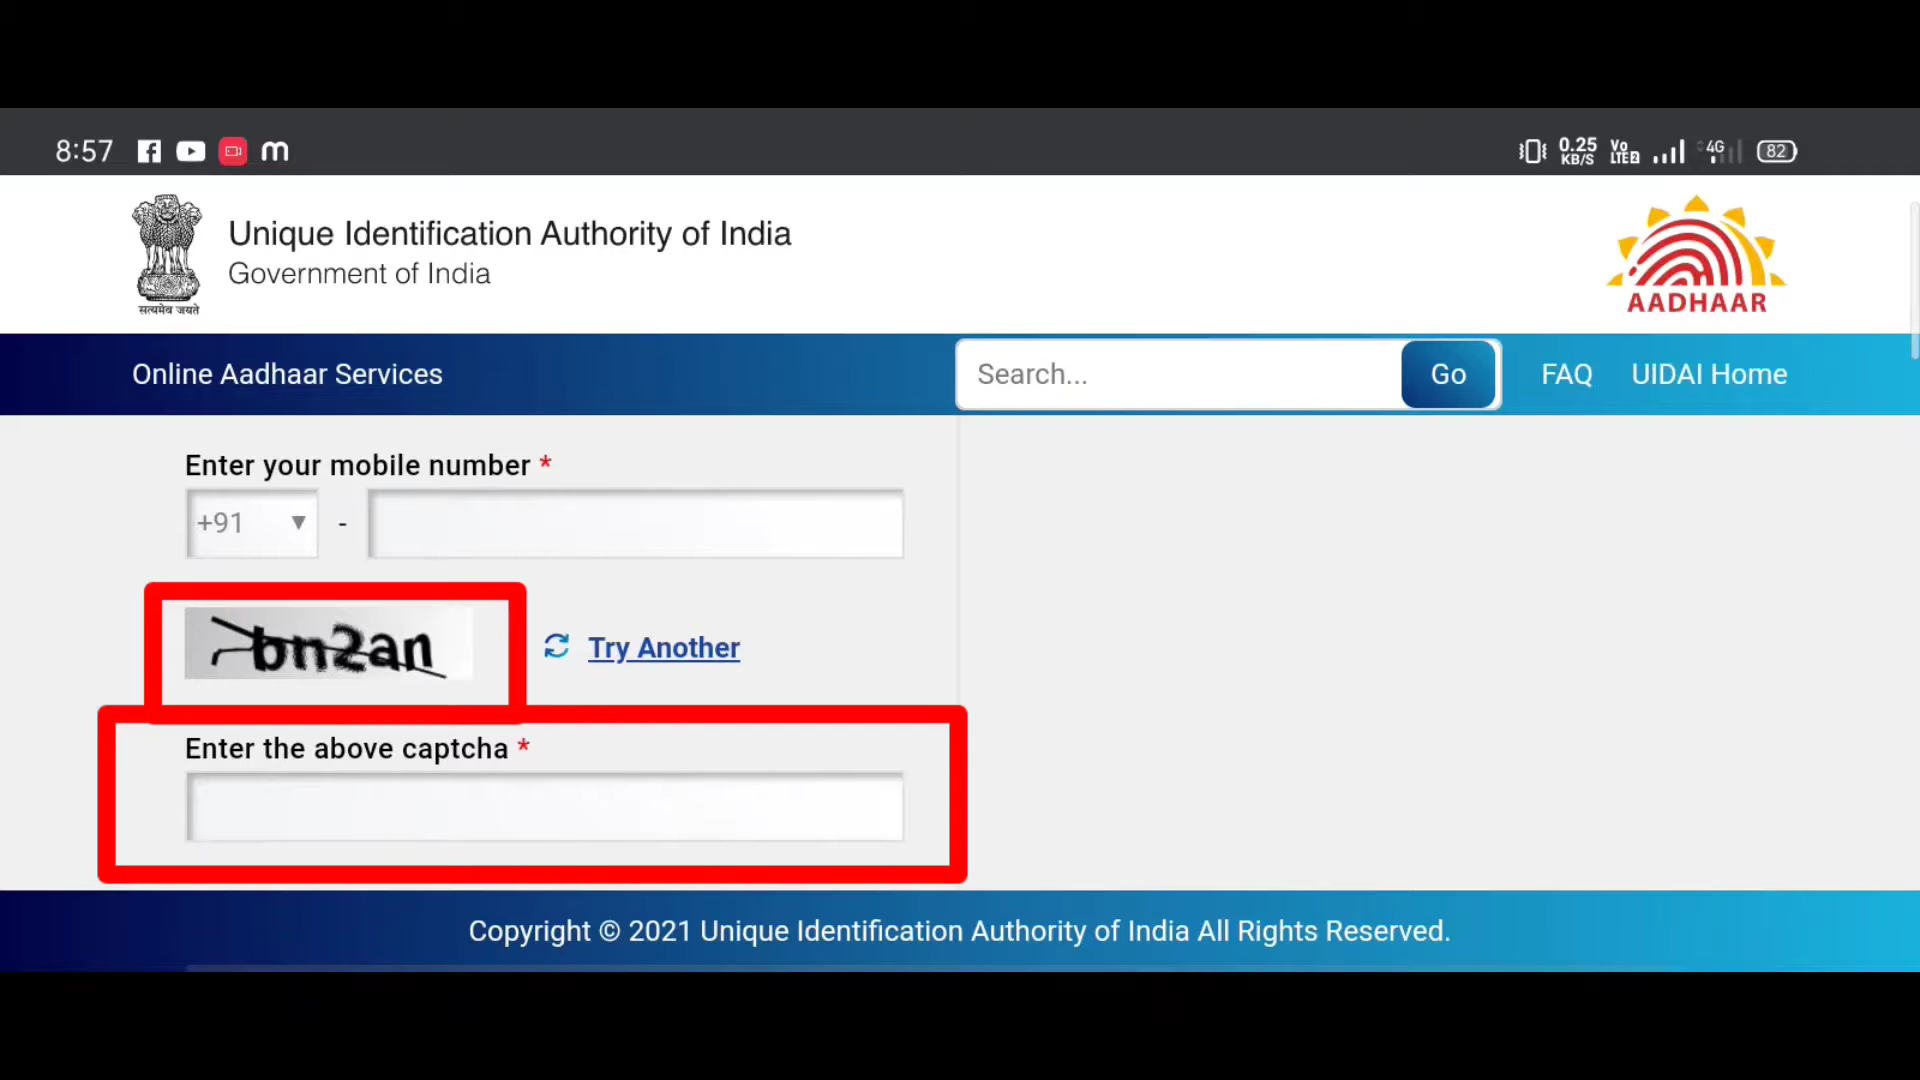 8:57
0.25 KB/S
Vo LTE2
4G
82
Unique Identification Authority of India
Government of India
सत्यमेव जयते
AADHAAR
Online Aadhaar Services
Search...
Go
FAQ
UIDAI Home
Enter your mobile number *
+91 -
bn2an
Try Another
Enter the above captcha *
Copyright © 2021 Unique Identification Authority of India All Rights Reserved.